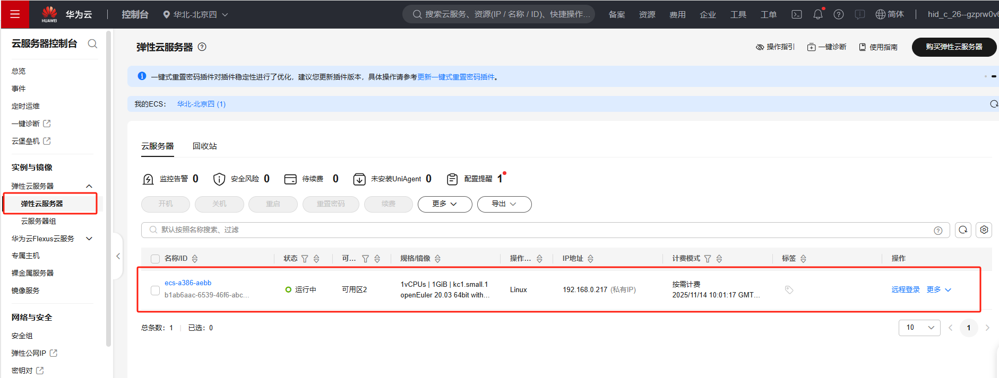 HUAWEI
华为云
控制台
华北-北京四
搜索云服务、资源(IP / 名称 / ID)、快捷操作...
备案
资源
费用
企业
工具
工单
简体
hid_c_26--gzprw0v6
云服务器控制台
总览
事件
定时运维
一键诊断
云堡垒机
实例与镜像
弹性云服务器
弹性云服务器
云服务器组
华为云Flexus云服务
专属主机
裸金属服务器
镜像服务
网络与安全
安全组
弹性公网IP
密钥对
弹性云服务器
操作指引
一键诊断
使用指南
购买弹性云服务器
一键式重置密码插件对插件稳定性进行了优化，建议您更新插件版本，具体操作请参考更新一键式重置密码插件。
我的ECS： 华北-北京四 (1)
云服务器 回收站
监控告警 0 安全风险 0 待续费 0 未安装UniAgent 0 配置提醒 1
开机 关机 重启 重置密码 续费 更多 导出
默认按照名称搜索、过滤
名称/ID 状态 可... 规格/镜像 操作... IP地址 计费模式 标签 操作
ecs-a386-aebb
b1ab6aac-6539-46f6-abc...
运行中
可用区2
1vCPUs | 1GiB | kc1.small.1
openEuler 20.03 64bit with...
Linux
192.168.0.217 (私有IP)
按需计费
2025/11/14 10:01:17 GMT...
远程登录 更多
总条数：1 | 已选：0
10
1